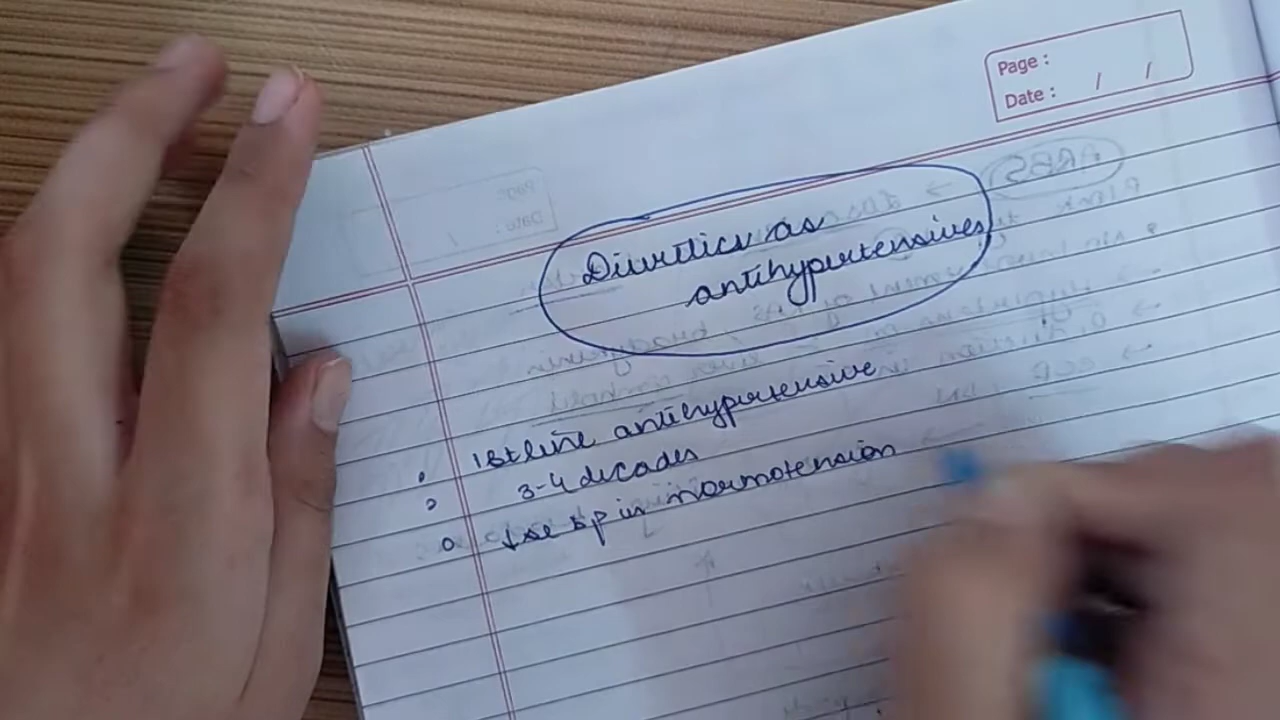 Page :
Date : / /
Diuretics as
antihypertensives
1st line antihypertensive
3-4 decades
↓se bp in normotension